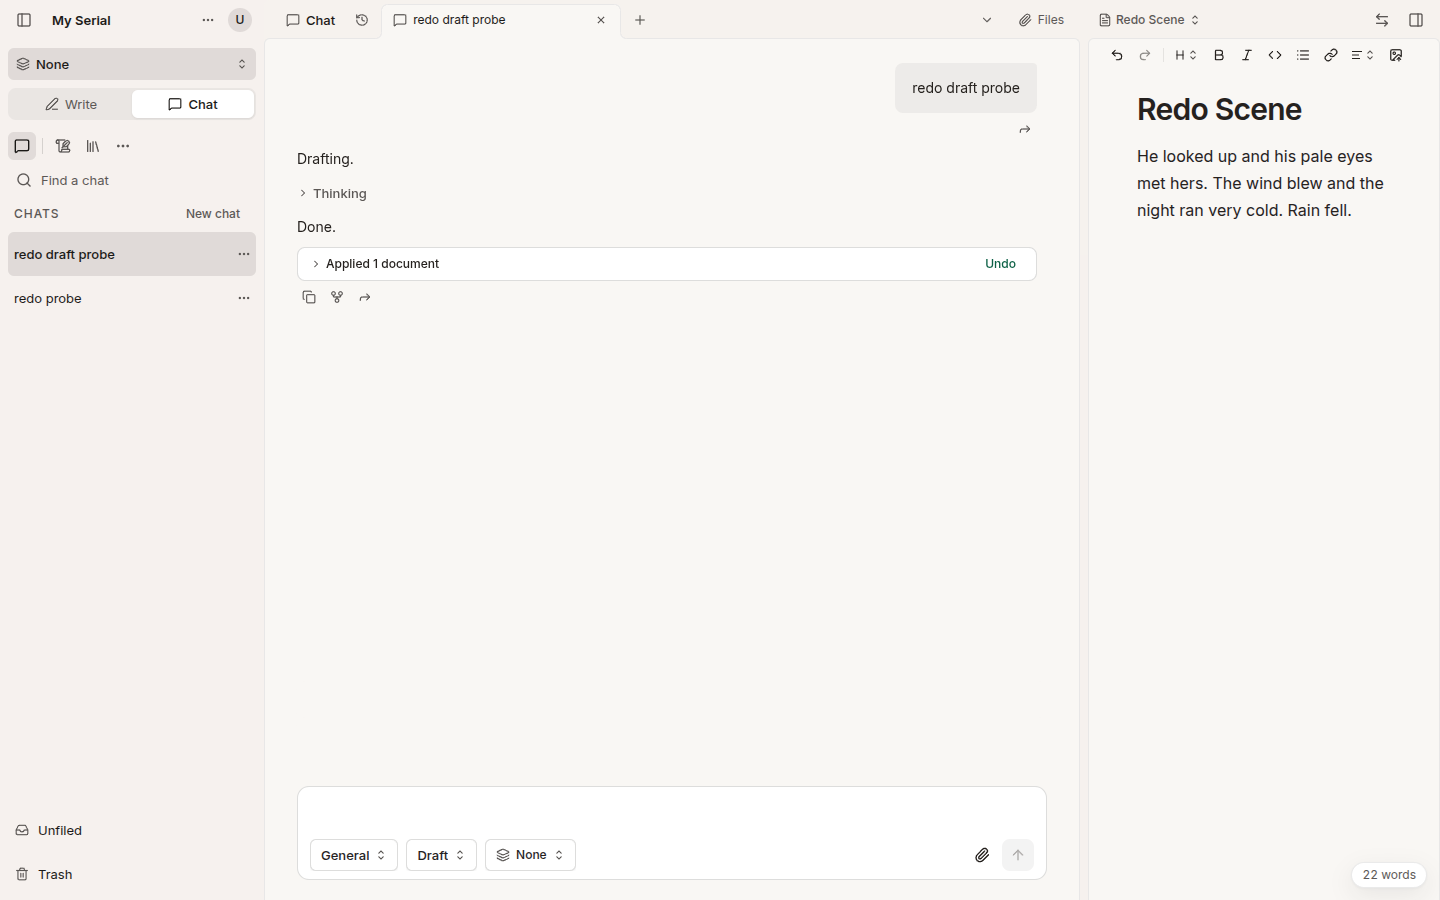 My Serial
U
None
Write
Chat
Find a chat
CHATS
New chat
redo draft probe
redo probe
Unfiled
Trash
Chat
redo draft probe
Files
redo draft probe
Drafting.
Thinking
Done.
Applied 1 document
Undo
General
Draft
None
Redo Scene
H
B
I
Redo Scene
He looked up and his pale eyes
met hers. The wind blew and the
night ran very cold. Rain fell.
22 words